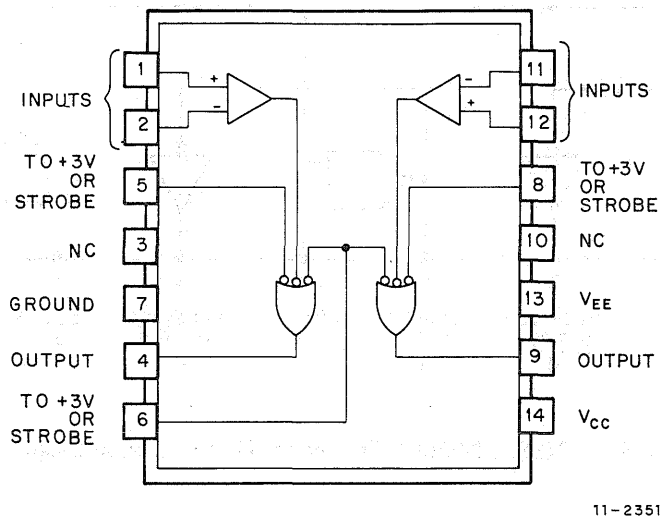 1
+
-
-
+
11
INPUTS
INPUTS
2
12
TO +3V
OR
STROBE
5
8
TO +3V
OR
STROBE
NC
3
10
NC
GROUND
7
13
VEE
OUTPUT
4
9
OUTPUT
TO +3V
OR
STROBE
6
14
VCC
11-2351